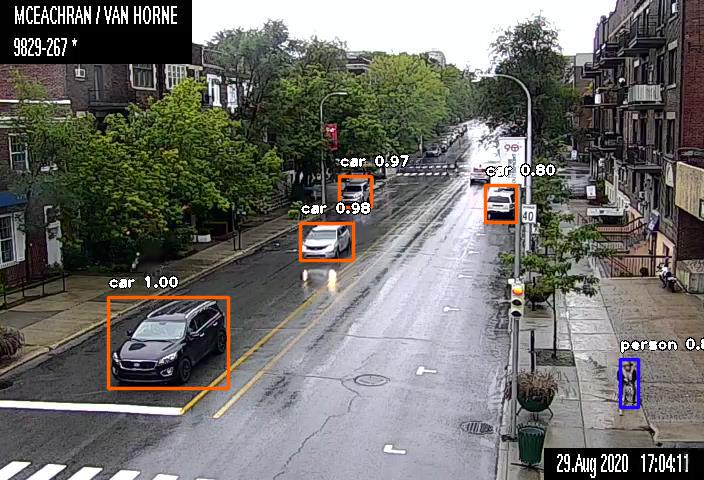 MCEACHRAN / VAN HORNE
9829-267 *
car 0.97
car 0.80
car 0.98
40
car 1.00
person 0.8
29.Aug 2020 17:04:11